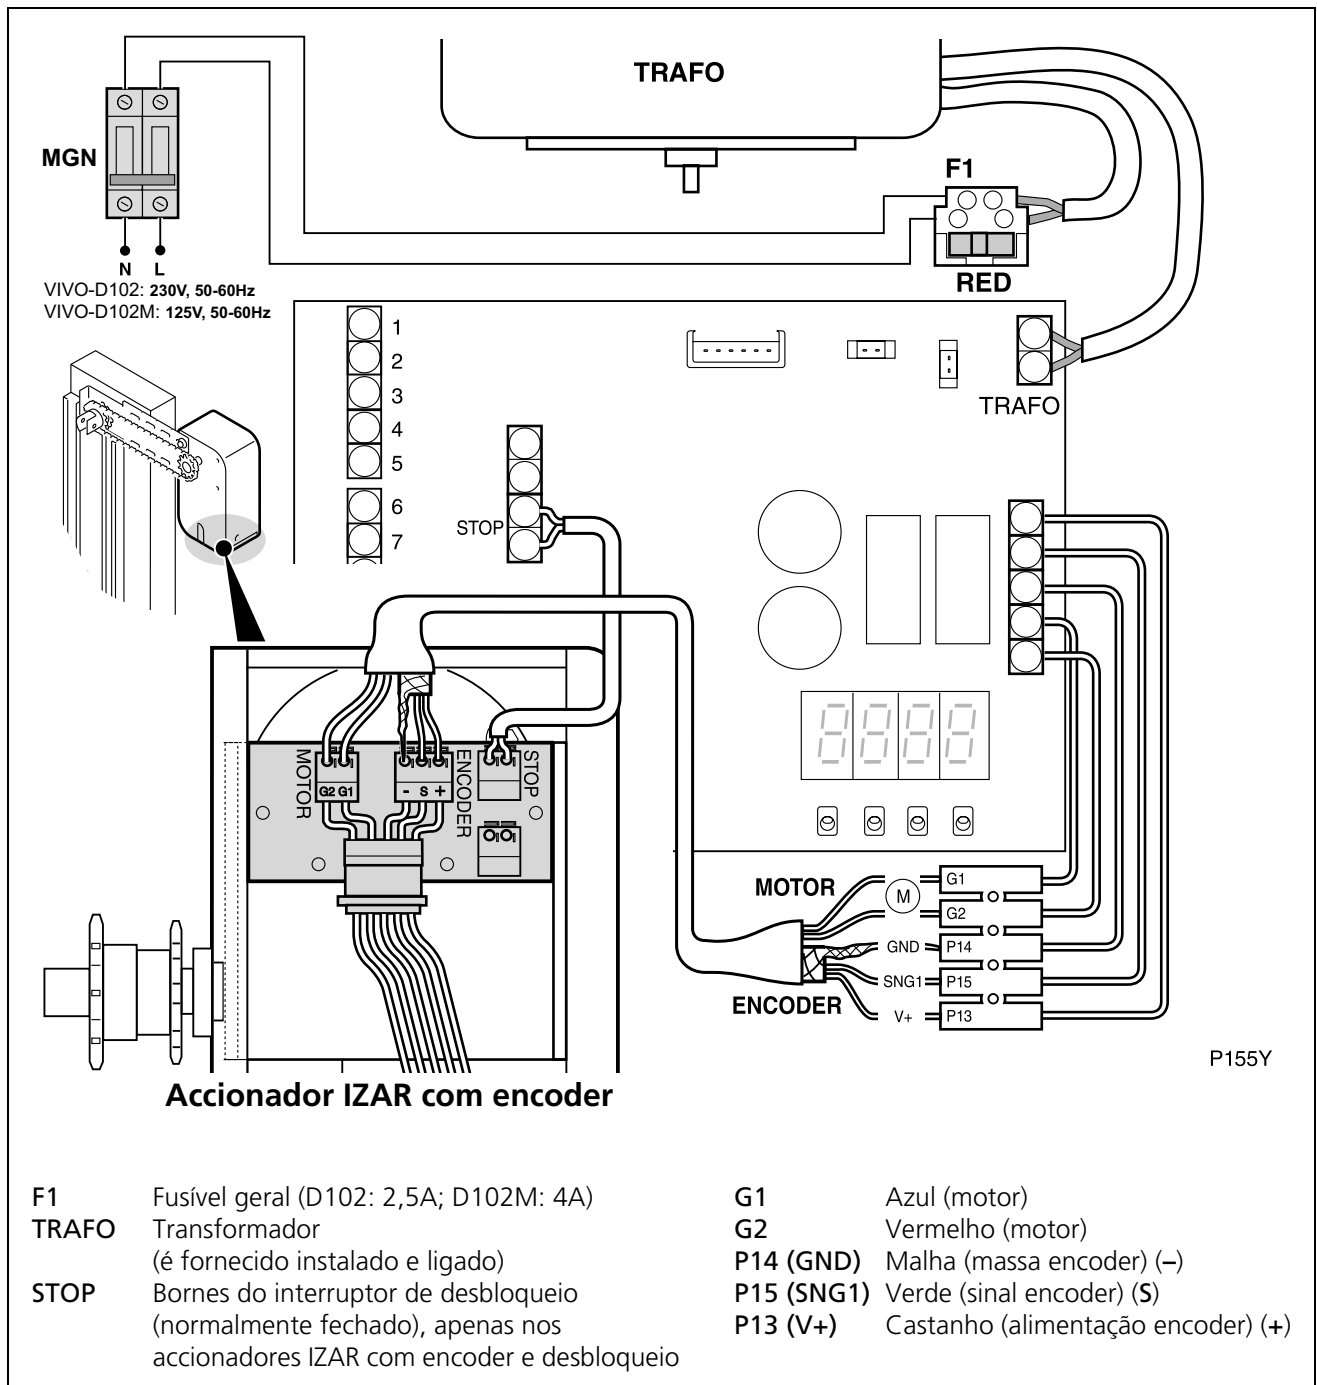 TRAFO
MGN
F1
N L
RED
VIVO-D102: 230V, 50-60Hz
VIVO-D102M: 125V, 50-60Hz
1
2
3
4
5
6
7
TRAFO
STOP
MOTOR
G2 G1
- S +
ENCODER
STOP
MOTOR
M
G1
G2
GND P14
SNG1 P15
V+ P13
ENCODER
P155Y
Accionador IZAR com encoder
F1 Fusível geral (D102: 2,5A; D102M: 4A)
TRAFO Transformador
(é fornecido instalado e ligado)
STOP Bornes do interruptor de desbloqueio
(normalmente fechado), apenas nos
accionadores IZAR com encoder e desbloqueio
G1 Azul (motor)
G2 Vermelho (motor)
P14 (GND) Malha (massa encoder) (–)
P15 (SNG1) Verde (sinal encoder) (S)
P13 (V+) Castanho (alimentação encoder) (+)